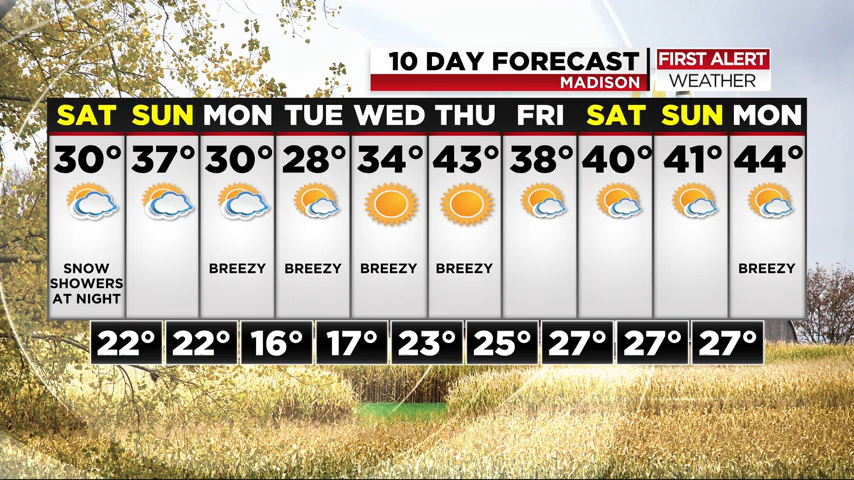 10 DAY FORECAST
MADISON
FIRST ALERT
WEATHER
SAT SUN MON TUE WED THU FRI SAT SUN MON
30° 37° 30° 28° 34° 43° 38° 40° 41° 44°
SNOW
SHOWERS
AT NIGHT
BREEZY BREEZY BREEZY BREEZY BREEZY
22° 22° 16° 17° 23° 25° 27° 27° 27°